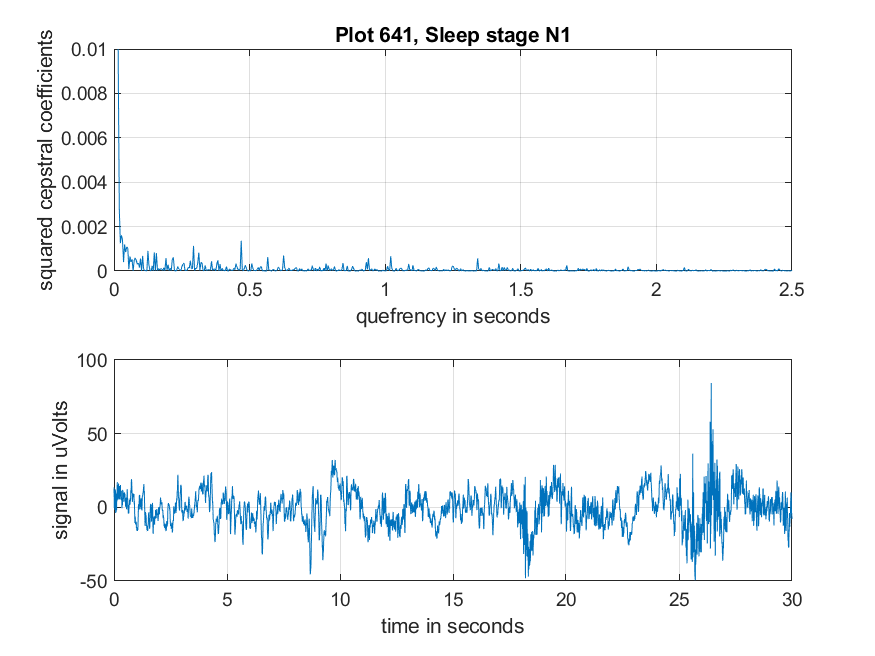 Plot 641, Sleep stage N1
squared cepstral coefficients
0.01
0.008
0.006
0.004
0.002
0
0 0.5 1 1.5 2 2.5
quefrency in seconds
signal in uVolts
100
50
0
-50
0 5 10 15 20 25 30
time in seconds